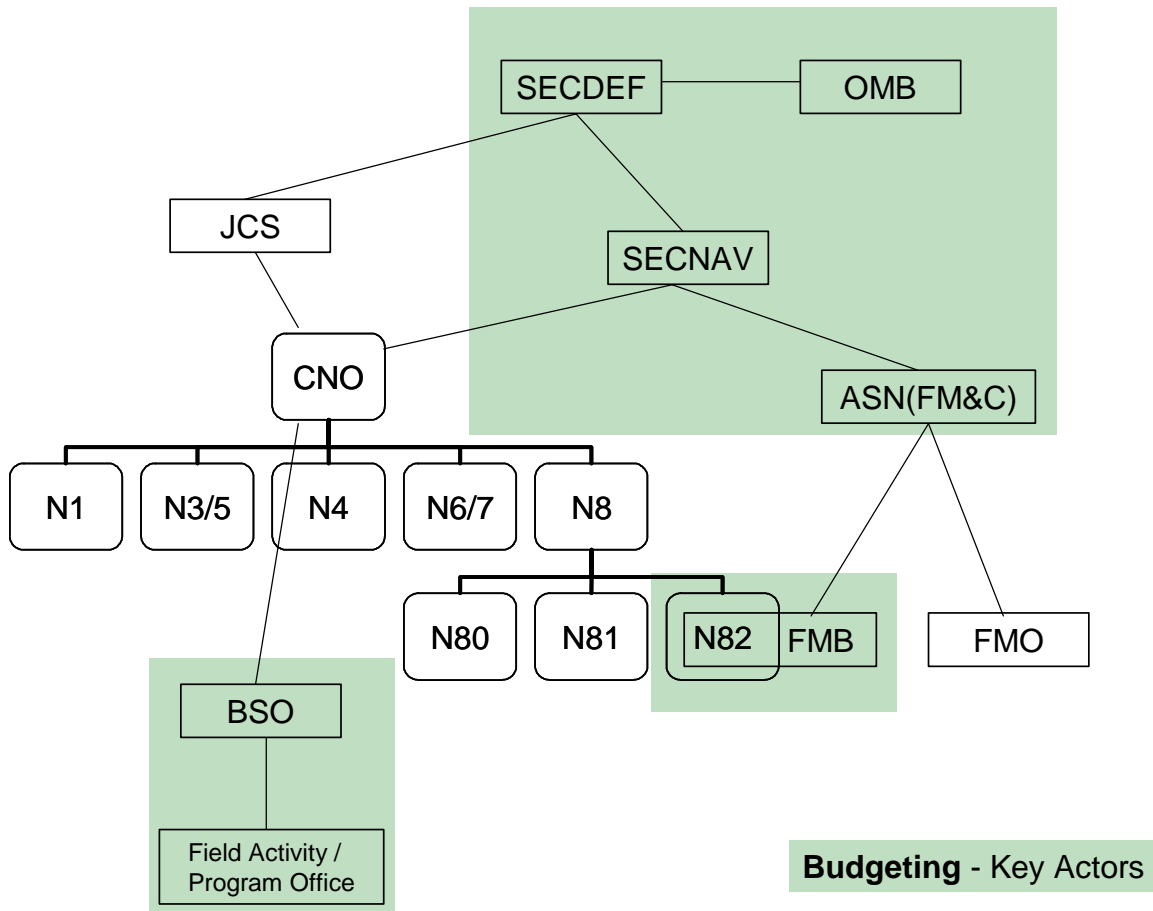 SECDEF
OMB
JCS
SECNAV
CNO
ASN(FM&C)
N1
N3/5
N4
N6/7
N8
N80
N81
N82
FMB
FMO
BSO
Field Activity /
Program Office
Budgeting - Key Actors